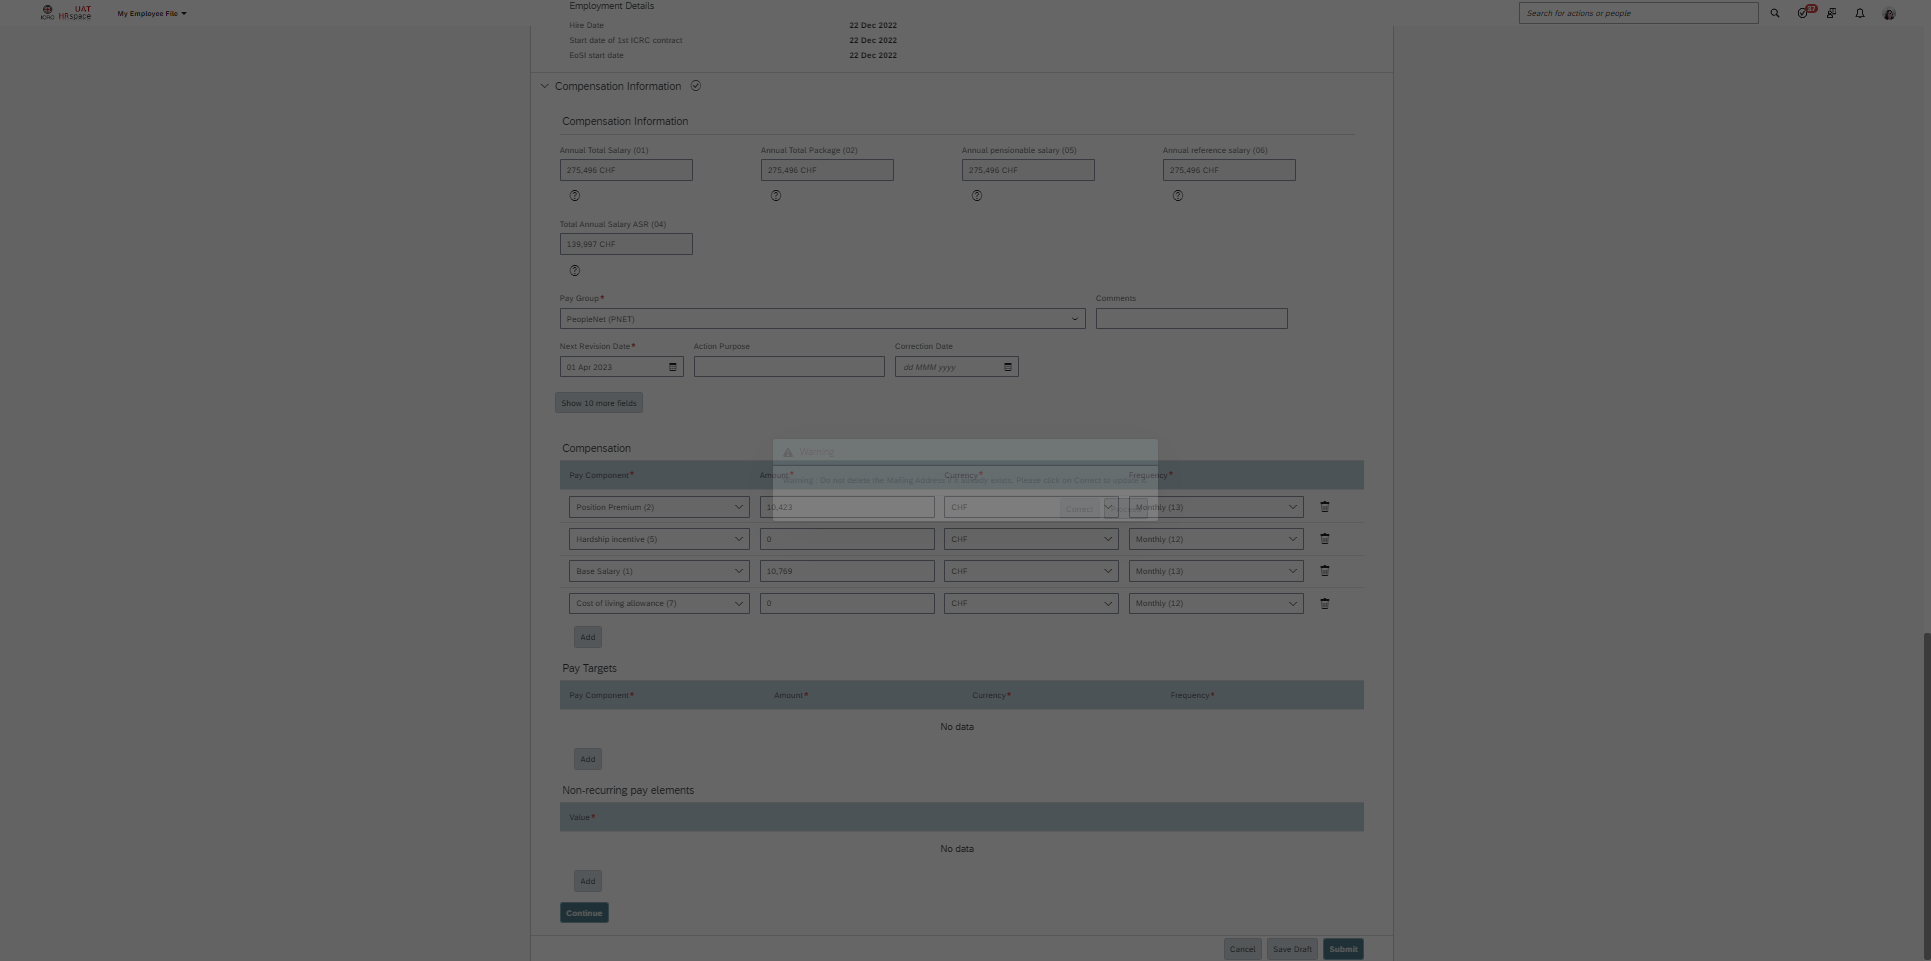 ICRC UAT HRspace
My Employee File
Search for actions or people
37
Employment Details
Hire Date 22 Dec 2022
Start date of 1st ICRC contract 22 Dec 2022
EoSI start date 22 Dec 2022
Compensation Information
Compensation Information
Annual Total Salary (01) Annual Total Package (02) Annual pensionable salary (05) Annual reference salary (06)
275,496 CHF 275,496 CHF 275,496 CHF 275,496 CHF
Total Annual Salary ASR (04)
139,997 CHF
Pay Group* Comments
PeopleNet (PNET)
Next Revision Date* Action Purpose Correction Date
01 Apr 2023 dd MMM yyyy
Show 10 more fields
Compensation
Warning
Pay Component* Amount* Currency* Frequency*
Warning : Do not delete the Mailing Address if it already exists. Please click on Correct to update it.
Position Premium (2) 10,423 CHF Monthly (13)
Correct
Hardship incentive (5) 0 CHF Monthly (12)
Base Salary (1) 10,769 CHF Monthly (13)
Cost of living allowance (7) 0 CHF Monthly (12)
Add
Pay Targets
Pay Component* Amount* Currency* Frequency*
No data
Add
Non-recurring pay elements
Value*
No data
Add
Continue
Cancel Save Draft Submit